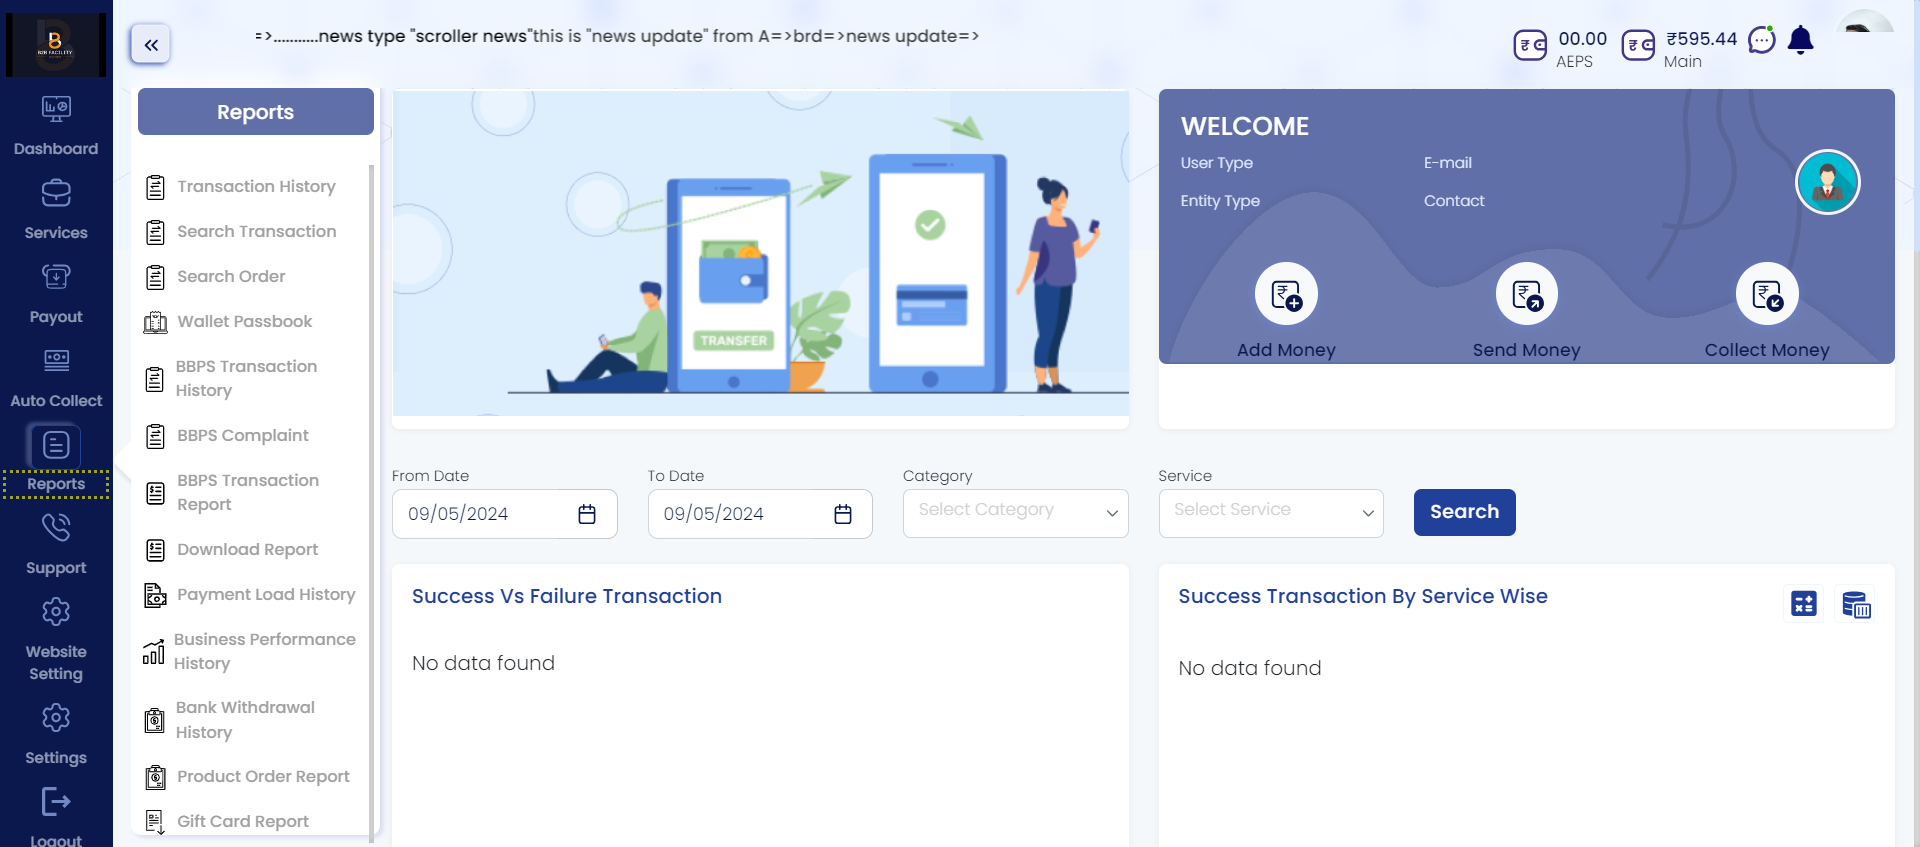 B2B FACILITY
=>...........news type "scroller news"this is "news update" from A=>brd=>news update=>
00.00
AEPS
₹595.44
Main
Dashboard
Services
Payout
Auto Collect
Reports
Support
Website
Setting
Settings
Logout
Reports
Transaction History
Search Transaction
Search Order
Wallet Passbook
BBPS Transaction
History
BBPS Complaint
BBPS Transaction
Report
Download Report
Payment Load History
Business Performance
History
Bank Withdrawal
History
Product Order Report
Gift Card Report
TRANSFER
WELCOME
User Type
E-mail
Entity Type
Contact
Add Money
Send Money
Collect Money
From Date
To Date
Category
Service
09/05/2024
09/05/2024
Select Category
Select Service
Search
Success Vs Failure Transaction
No data found
Success Transaction By Service Wise
No data found